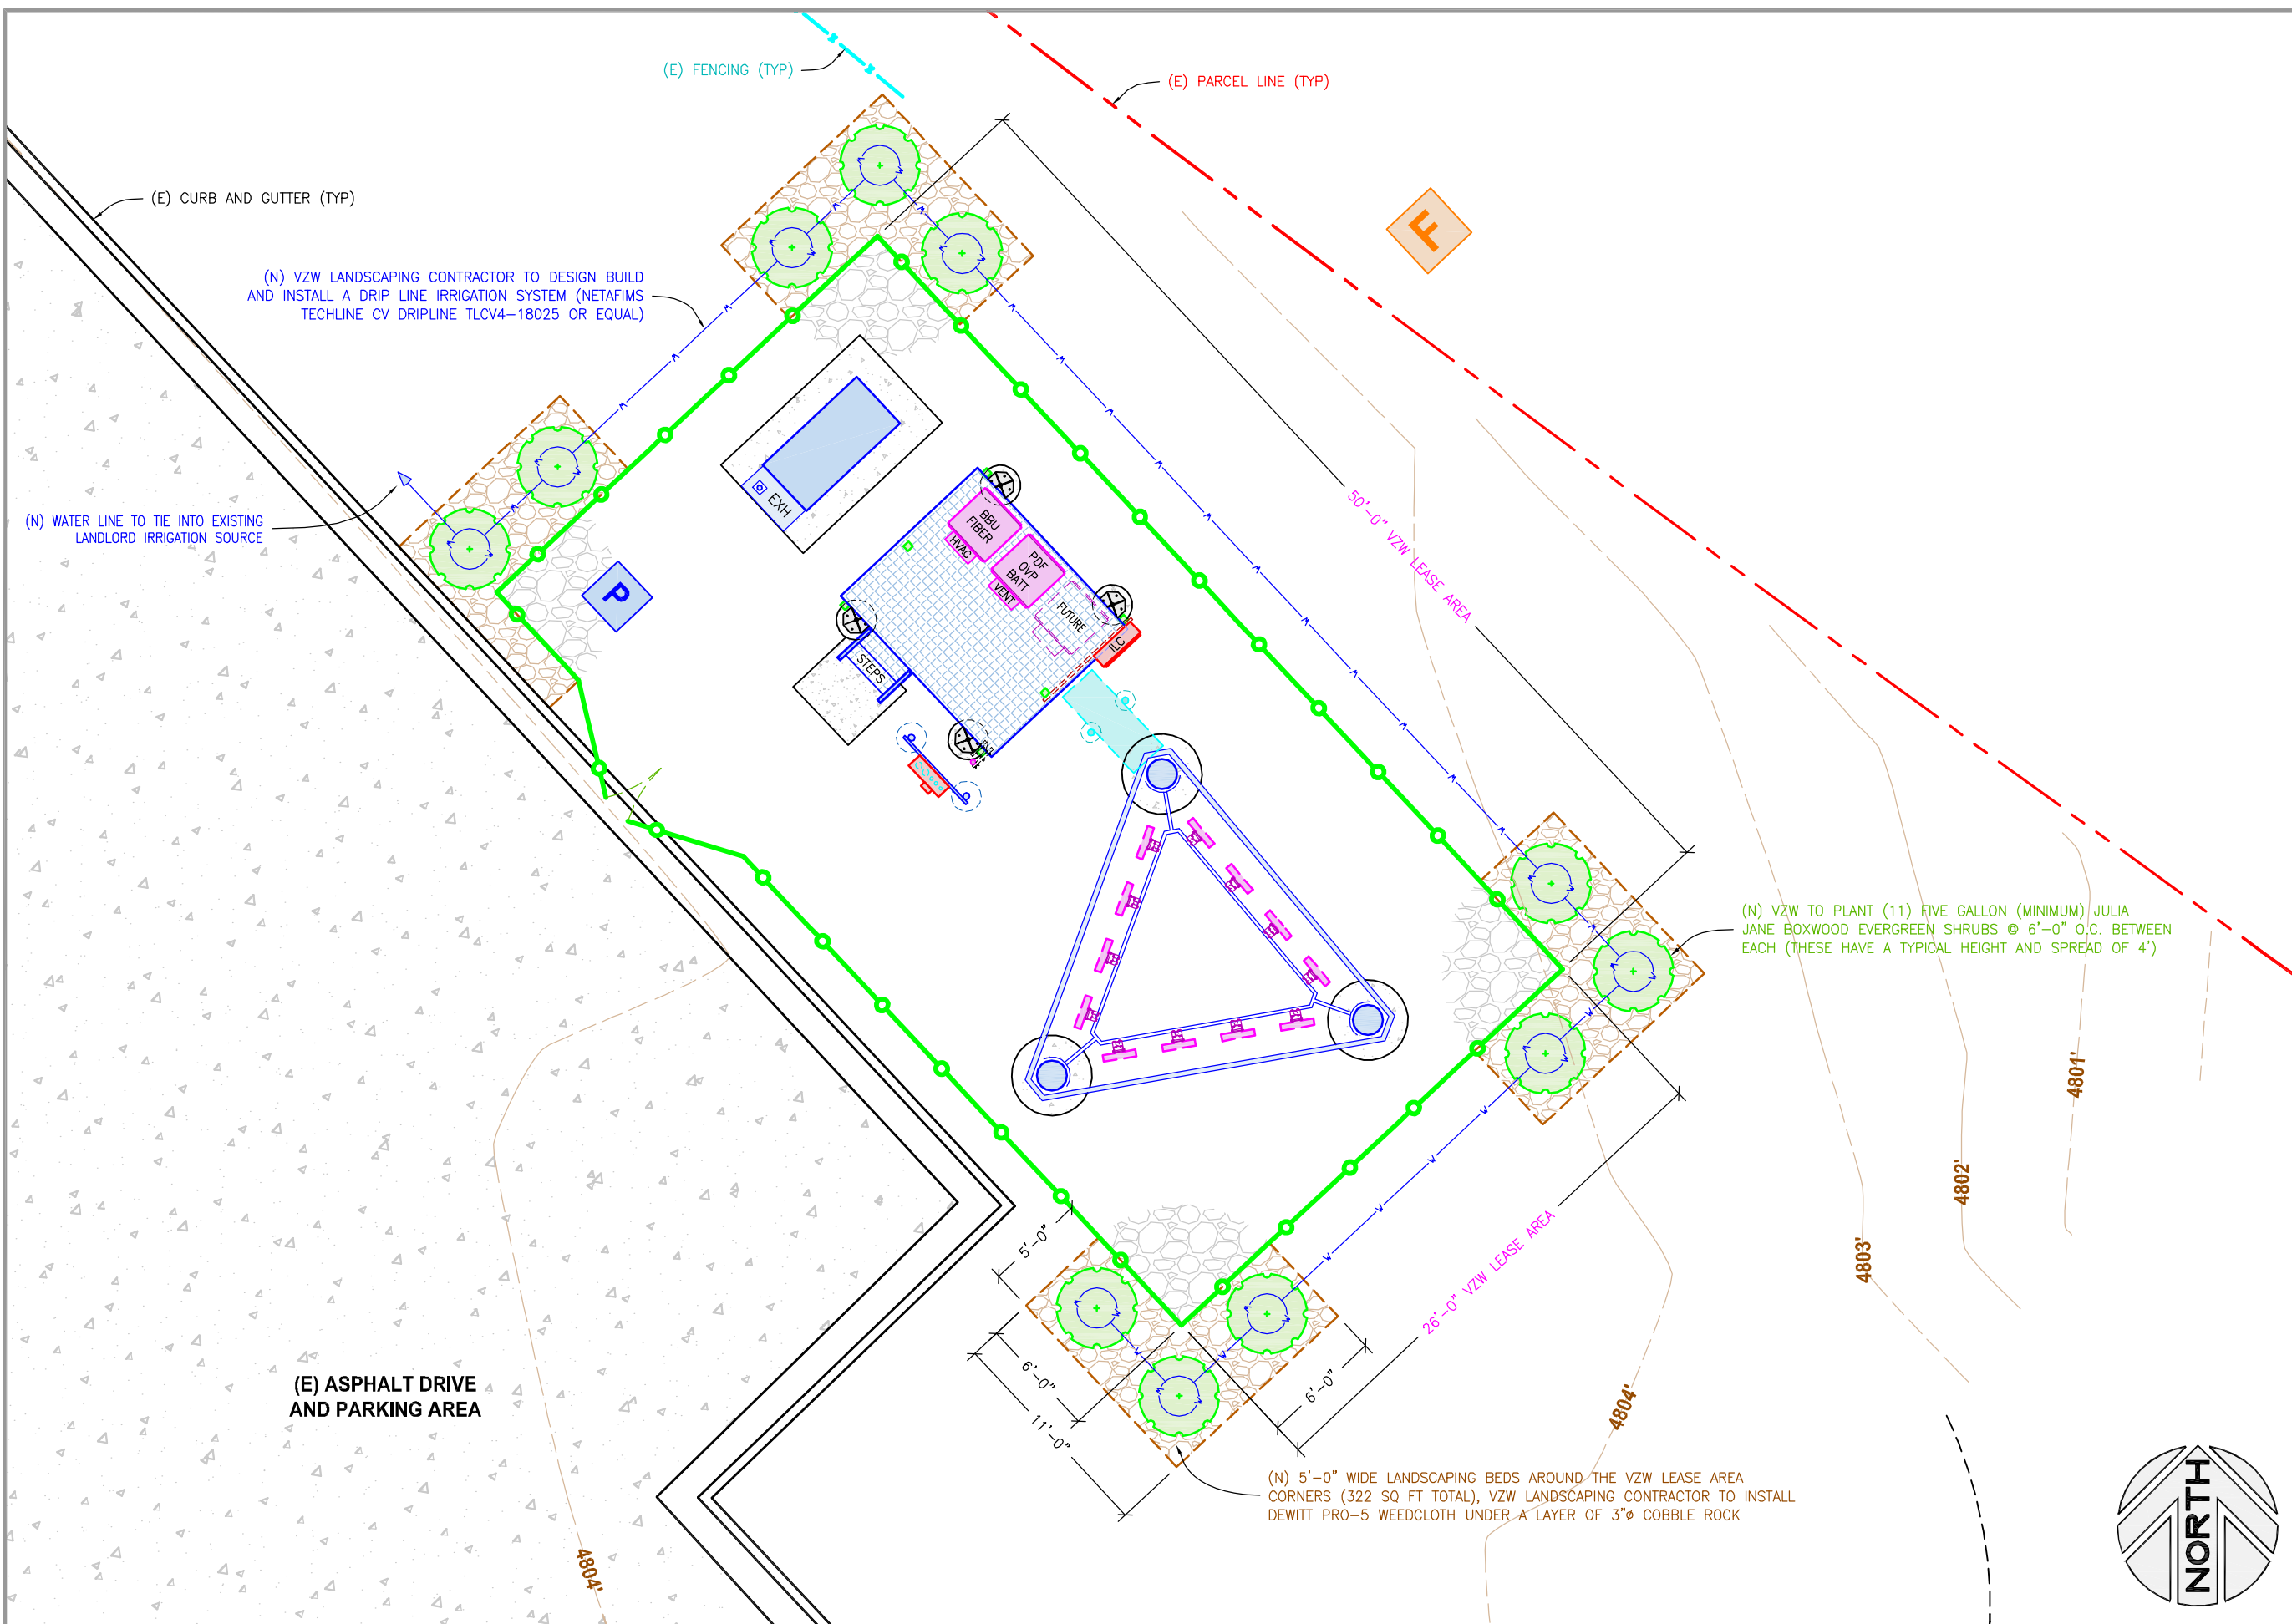 (E) FENCING (TYP)
(E) PARCEL LINE (TYP)
(E) CURB AND GUTTER (TYP)
F
(N) VZW LANDSCAPING CONTRACTOR TO DESIGN BUILD
AND INSTALL A DRIP LINE IRRIGATION SYSTEM (NETAFIMS
TECHLINE CV DRIPLINE TLCV4-18025 OR EQUAL)
(N) WATER LINE TO TIE INTO EXISTING
LANDLORD IRRIGATION SOURCE
EXH
BBU
FIBER
HVAC
PDF
OVP
BATT
VENT
FUTURE
ILC
STEPS
P
50'-0" VZW LEASE AREA
(N) VZW TO PLANT (11) FIVE GALLON (MINIMUM) JULIA
JANE BOXWOOD EVERGREEN SHRUBS @ 6'-0" O.C. BETWEEN
EACH (THESE HAVE A TYPICAL HEIGHT AND SPREAD OF 4')
4801'
4802'
4803'
4804'
26'-0" VZW LEASE AREA
5'-0"
6'-0"
11'-0"
6'-0"
(E) ASPHALT DRIVE
AND PARKING AREA
(N) 5'-0" WIDE LANDSCAPING BEDS AROUND THE VZW LEASE AREA
CORNERS (322 SQ FT TOTAL), VZW LANDSCAPING CONTRACTOR TO INSTALL
DEWITT PRO-5 WEEDCLOTH UNDER A LAYER OF 3"ø COBBLE ROCK
4804'
NORTH